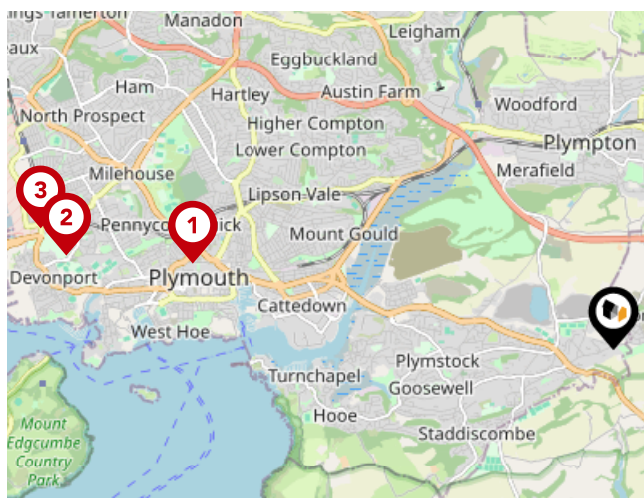 Manadon
Leigham
Eggbuckland
Ham
Hartley
Austin Farm
Woodford
North Prospect
Higher Compton
Plympton
Lower Compton
Milehouse
Merafield
Lipson Vale
3
2
1
Mount Gould
Devonport
Plymouth
Cattedown
West Hoe
Plymstock
Turnchapel
Goosewell
Hooe
Staddiscombe
Mount
Edgcumbe
Country
Park